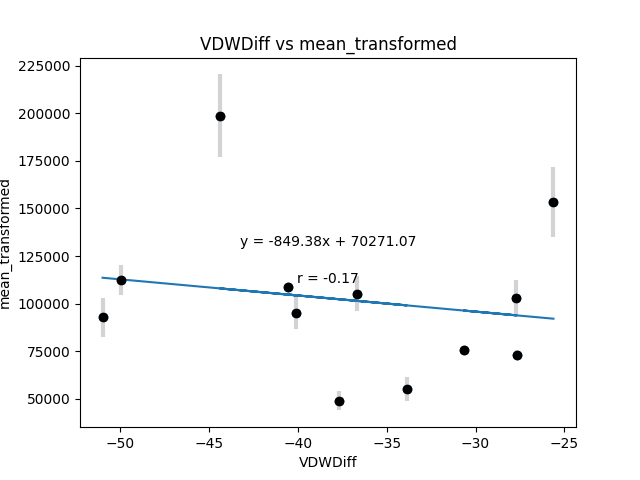 VDWDiff vs mean_transformed
225000
200000
175000
150000
125000
100000
75000
50000
mean_transformed
y = -849.38x + 70271.07
r = -0.17
−50
−45
−40
−35
−30
−25
VDWDiff